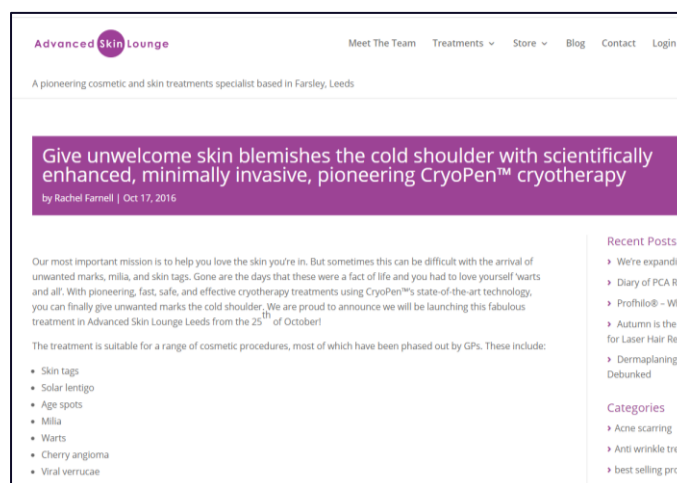 Advanced Skin Lounge
Meet The Team Treatments Store Blog Contact Login
A pioneering cosmetic and skin treatments specialist based in Farsley, Leeds
Give unwelcome skin blemishes the cold shoulder with scientifically
enhanced, minimally invasive, pioneering CryoPen™ cryotherapy
by Rachel Farnell | Oct 17, 2016
Our most important mission is to help you love the skin you're in. But sometimes this can be difficult with the arrival of
unwanted marks, milia, and skin tags. Gone are the days that these were a fact of life and you had to love yourself 'warts
and all'. With pioneering, fast, safe, and effective cryotherapy treatments using CryoPen™'s state-of-the-art technology,
you can finally give unwanted marks the cold shoulder. We are proud to announce we will be launching this fabulous
treatment in Advanced Skin Lounge Leeds from the 25th of October!
The treatment is suitable for a range of cosmetic procedures, most of which have been phased out by GPs. These include:
Skin tags
Solar lentigo
Age spots
Milia
Warts
Cherry angioma
Viral verrucae
Recent Posts
We're expandi
Diary of PCA R
Profhilo® – W
Autumn is the
for Laser Hair Re
Dermaplaning
Debunked
Categories
Acne scarring
Anti wrinkle tre
best selling pro